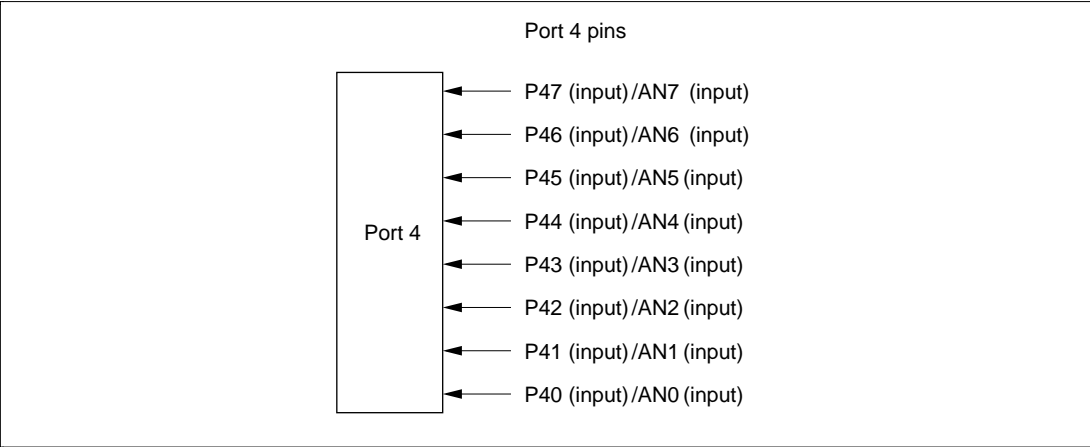 Port 4 pins
P47 (input)/AN7 (input)
P46 (input)/AN6 (input)
P45 (input)/AN5 (input)
P44 (input)/AN4 (input)
Port 4
P43 (input)/AN3 (input)
P42 (input)/AN2 (input)
P41 (input)/AN1 (input)
P40 (input)/AN0 (input)